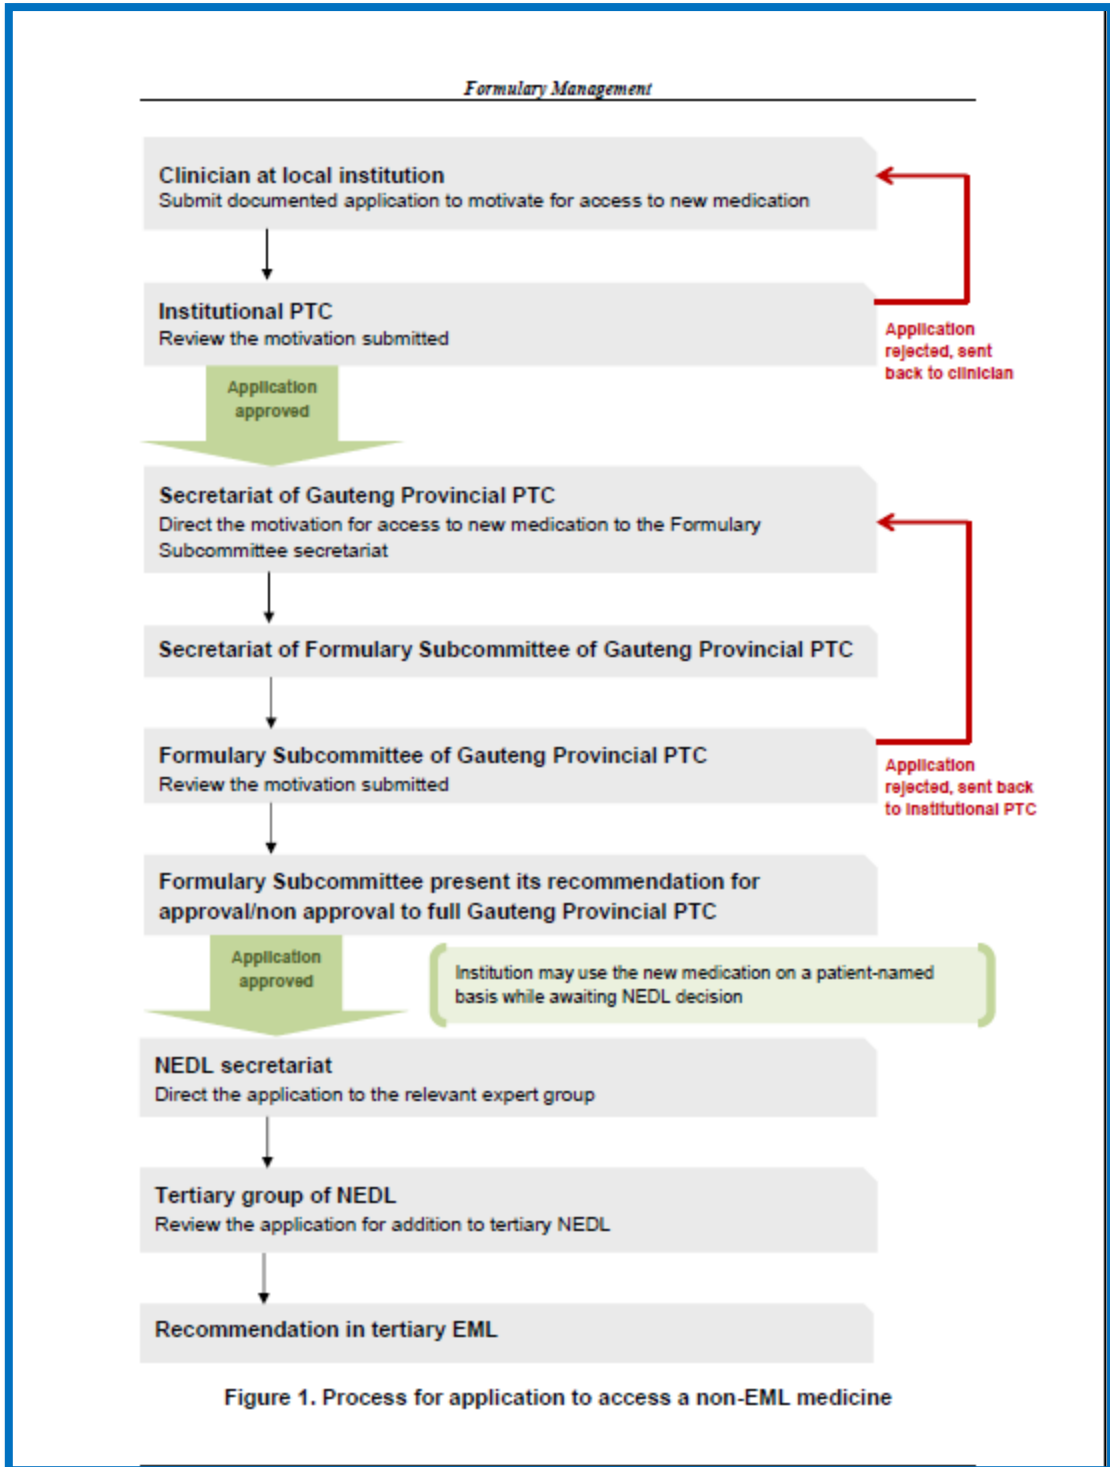 Formulary Management
Clinician at local institution
Submit documented application to motivate for access to new medication
Institutional PTC
Review the motivation submitted
Application
rejected, sent
back to clinician
Application
approved
Secretariat of Gauteng Provincial PTC
Direct the motivation for access to new medication to the Formulary
Subcommittee secretariat
Secretariat of Formulary Subcommittee of Gauteng Provincial PTC
Formulary Subcommittee of Gauteng Provincial PTC
Review the motivation submitted
Application
rejected, sent back
to Institutional PTC
Formulary Subcommittee present its recommendation for
approval/non approval to full Gauteng Provincial PTC
Application
approved
Institution may use the new medication on a patient-named
basis while awaiting NEDL decision
NEDL secretariat
Direct the application to the relevant expert group
Tertiary group of NEDL
Review the application for addition to tertiary NEDL
Recommendation in tertiary EML
Figure 1. Process for application to access a non-EML medicine